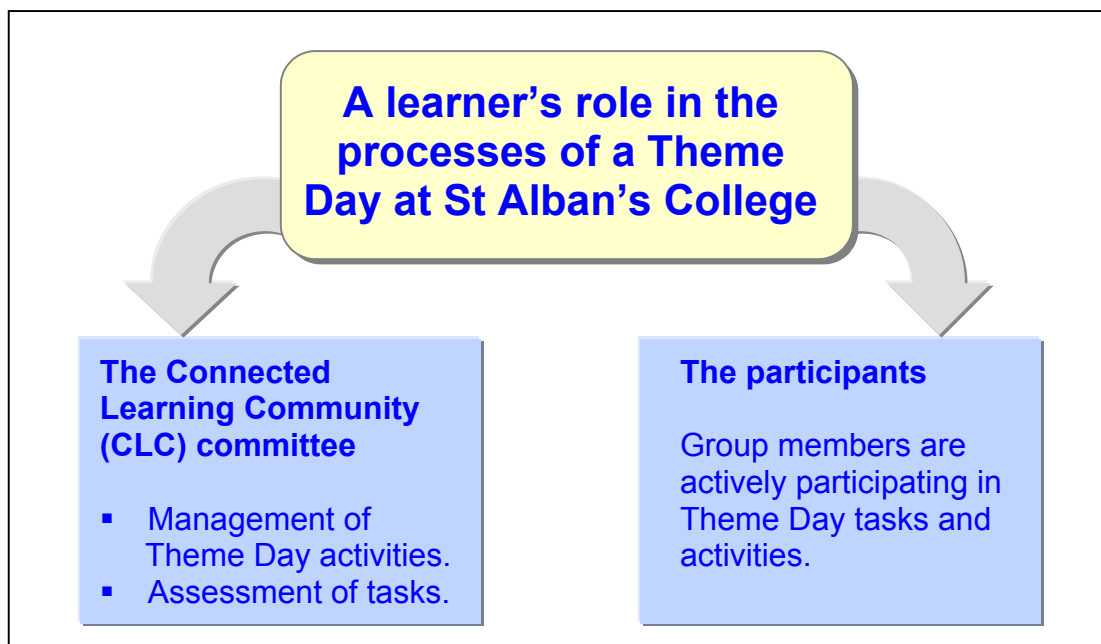 A learner’s role in the
processes of a Theme
Day at St Alban’s College
The Connected
Learning Community
(CLC) committee
▪ Management of
Theme Day activities.
▪ Assessment of tasks.
The participants
Group members are
actively participating in
Theme Day tasks and
activities.